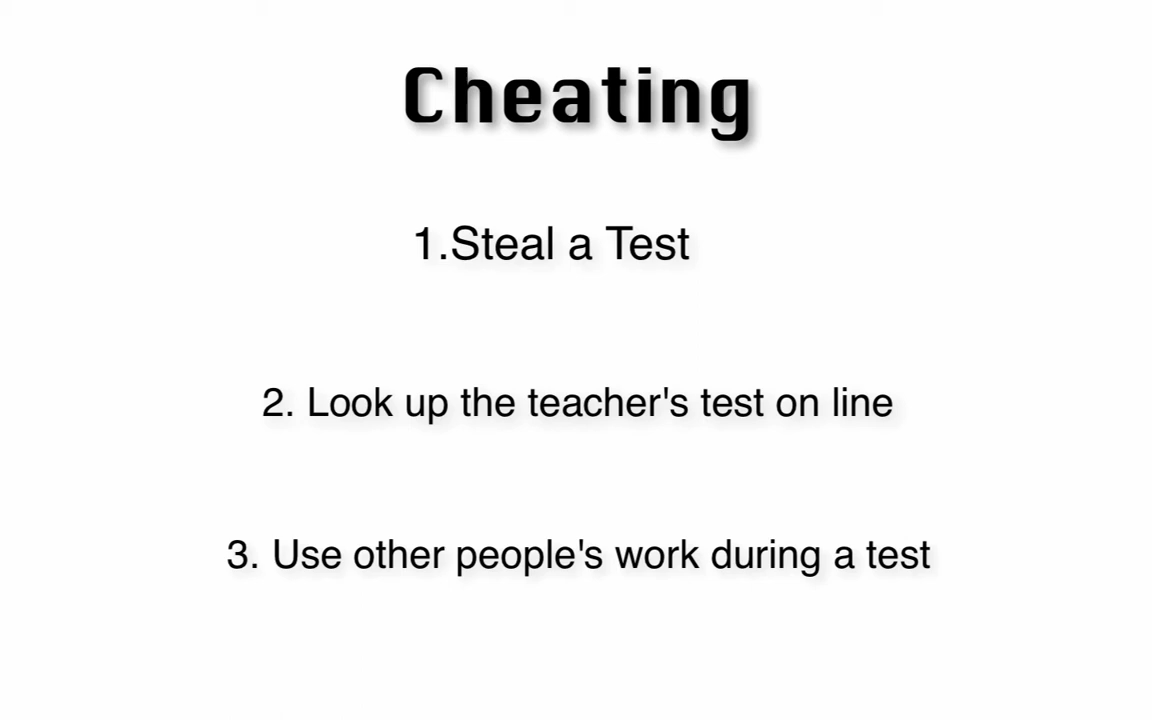 Cheating
1.Steal a Test
2. Look up the teacher's test on line
3. Use other people's work during a test